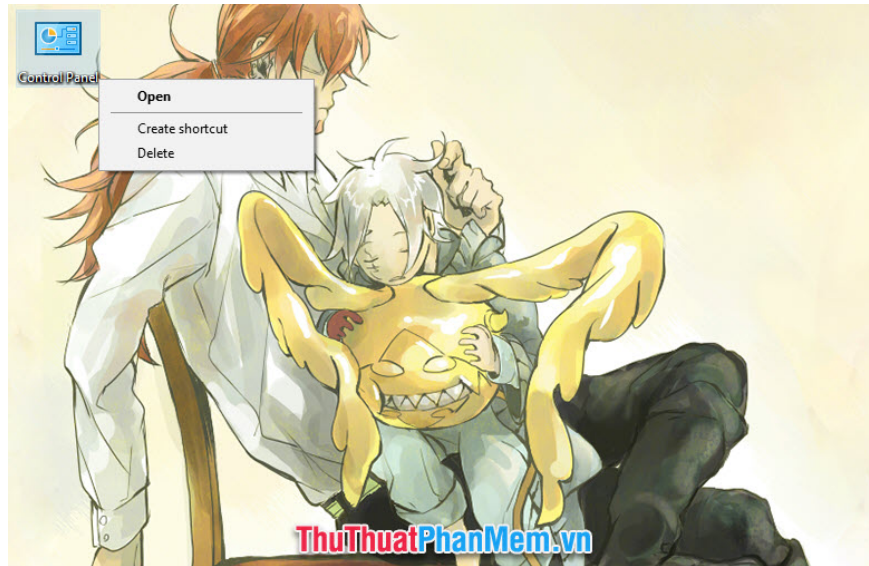 Control Panel
Open
Create shortcut
Delete
ThuThuatPhanMem.vn